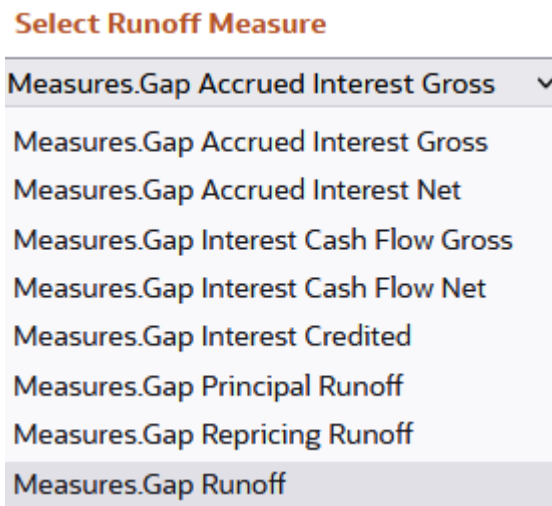 Select Runoff Measure
Measures.Gap Accrued Interest Gross
Measures.Gap Accrued Interest Gross
Measures.Gap Accrued Interest Net
Measures.Gap Interest Cash Flow Gross
Measures.Gap Interest Cash Flow Net
Measures.Gap Interest Credited
Measures.Gap Principal Runoff
Measures.Gap Repricing Runoff
Measures.Gap Runoff